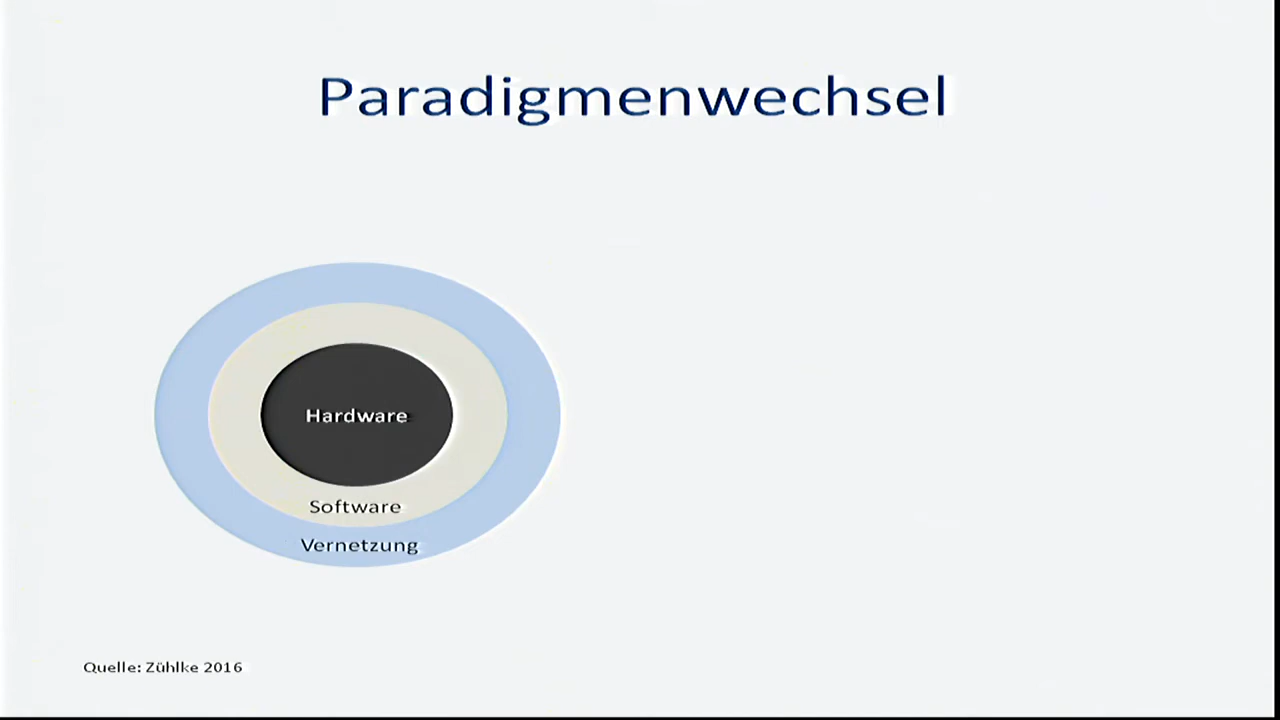 Paradigmenwechsel
Hardware
Software
Vernetzung
Quelle: Zühlke 2016